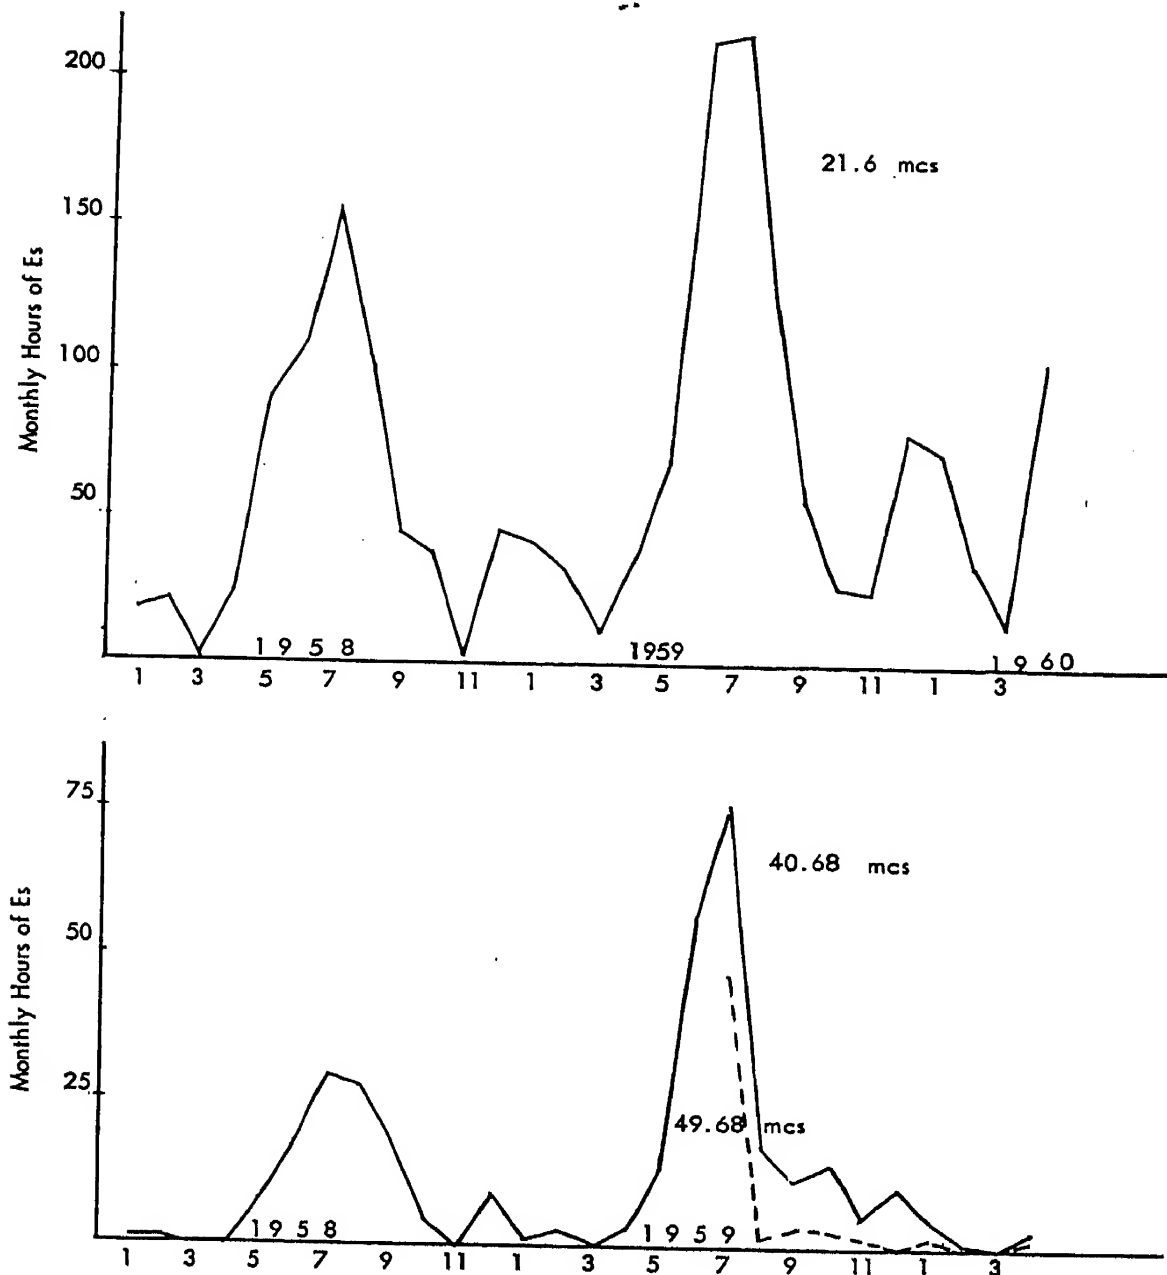 200
21.6 mcs
150
Monthly Hours of Es
100
50
1 9 5 8
1959
1 9 6 0
1 3 5 7 9 11 1 3 5 7 9 11 1 3
75
40.68 mcs
Monthly Hours of Es
50
25
49.68 mcs
1 9 5 8
1 9 5 9
1 3 5 7 9 11 1 3 5 7 9 11 1 3